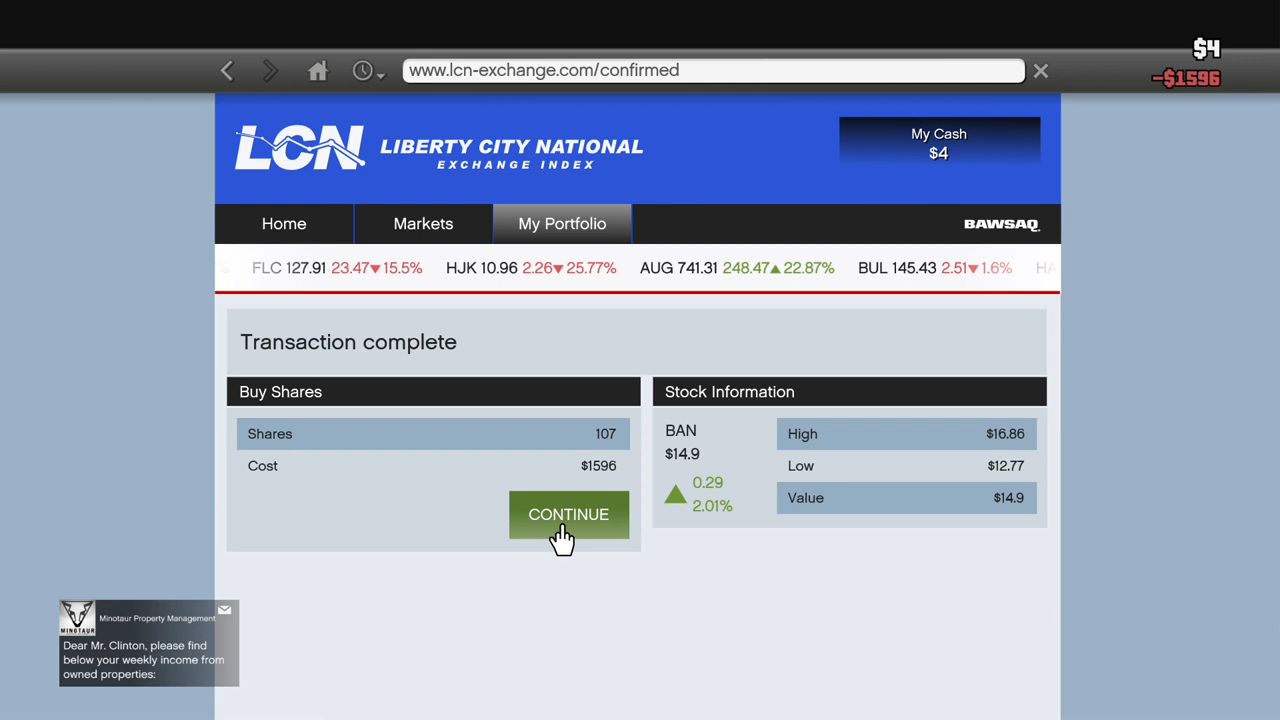 $4
-$1596
www.lcn-exchange.com/confirmed
LCN LIBERTY CITY NATIONAL
EXCHANGE INDEX
My Cash
$4
Home Markets My Portfolio BAWSAQ
FLC 127.91 23.47▼15.5% HJK 10.96 2.26▼25.77% AUG 741.31 248.47▲22.87% BUL 145.43 2.51▼1.6% HA
Transaction complete
Buy Shares
Shares 107
Cost $1596
CONTINUE
Stock Information
BAN
$14.9
0.29
2.01%
High $16.86
Low $12.77
Value $14.9
MINOTAUR
Minotaur Property Management
Dear Mr. Clinton, please find
below your weekly income from
owned properties: